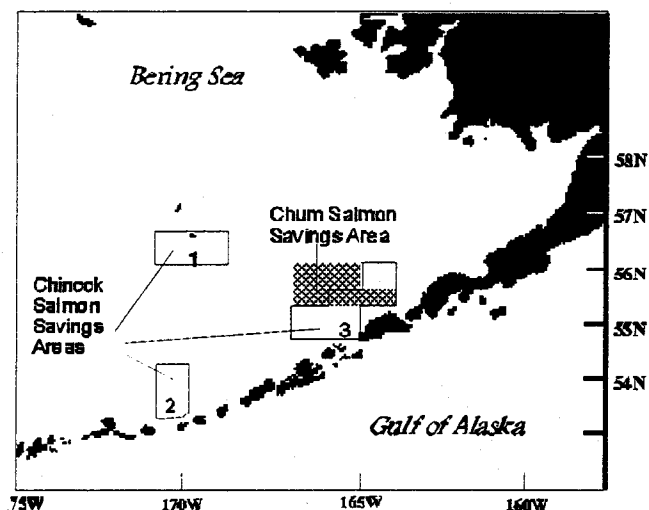 Bering Sea
58N
57N
Chum Salmon
Savings Area
1
56N
Chinook
Salmon
Savings
Areas
3
55N
54N
2
Gulf of Alaska
75W
170W
165W
160W